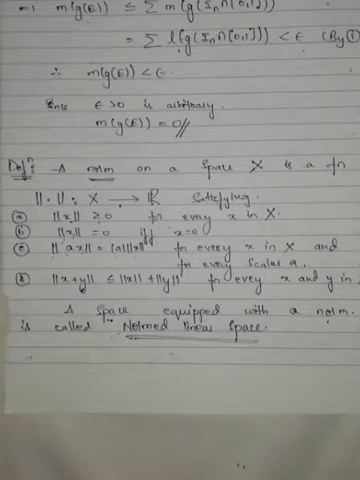 => m(g(E)) ≤ Σ m(g(In∩[0,1]))
= Σ l(g(In∩[0,1])) < ε (By ①
∴ m(g(E)) < ε.
Since ε>0 is arbitrary.
m(g(E)) = 0//
Defⁿ: A norm on a space X is a fn
||·||: X → ℝ satisfying.
ⓐ ||x|| ≥ 0 for every x in X.
ⓑ ||x|| = 0 iff x=0
ⓒ ||ax|| = |a|||x|| for every x in X and
for every scalar a.
ⓓ ||x+y|| ≤ ||x||+||y|| for every x and y in
A space equipped with a norm.
is called "Normed linear space.